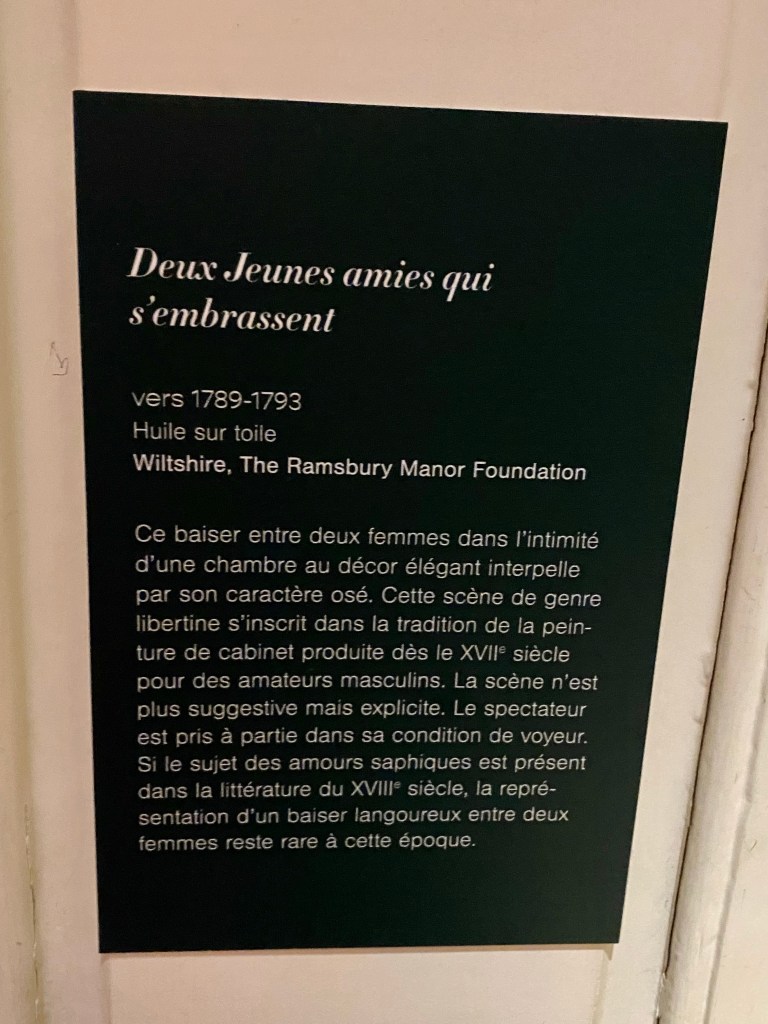 Deux Jeunes amies qui
s'embrassent
vers 1789-1793
Huile sur toile
Wiltshire, The Ramsbury Manor Foundation
Ce baiser entre deux femmes dans l'intimité
d'une chambre au décor élégant interpelle
par son caractère osé. Cette scène de genre
libertine s'inscrit dans la tradition de la pein-
ture de cabinet produite dès le XVIIᵉ siècle
pour des amateurs masculins. La scène n'est
plus suggestive mais explicite. Le spectateur
est pris à partie dans sa condition de voyeur.
Si le sujet des amours saphiques est présent
dans la littérature du XVIIIᵉ siècle, la repré-
sentation d'un baiser langoureux entre deux
femmes reste rare à cette époque.